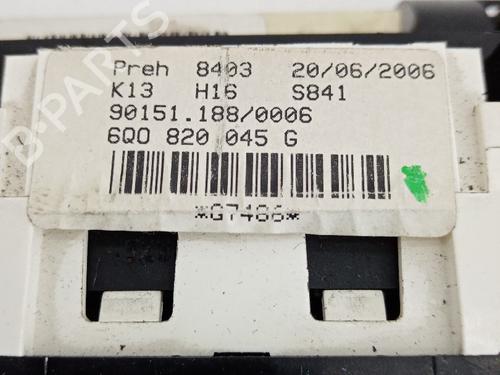 Preh 8403 20/06/2006
K13 H16 S841
90151.188/0006
6Q0 820 045 G
*G7486*
B-PARTS